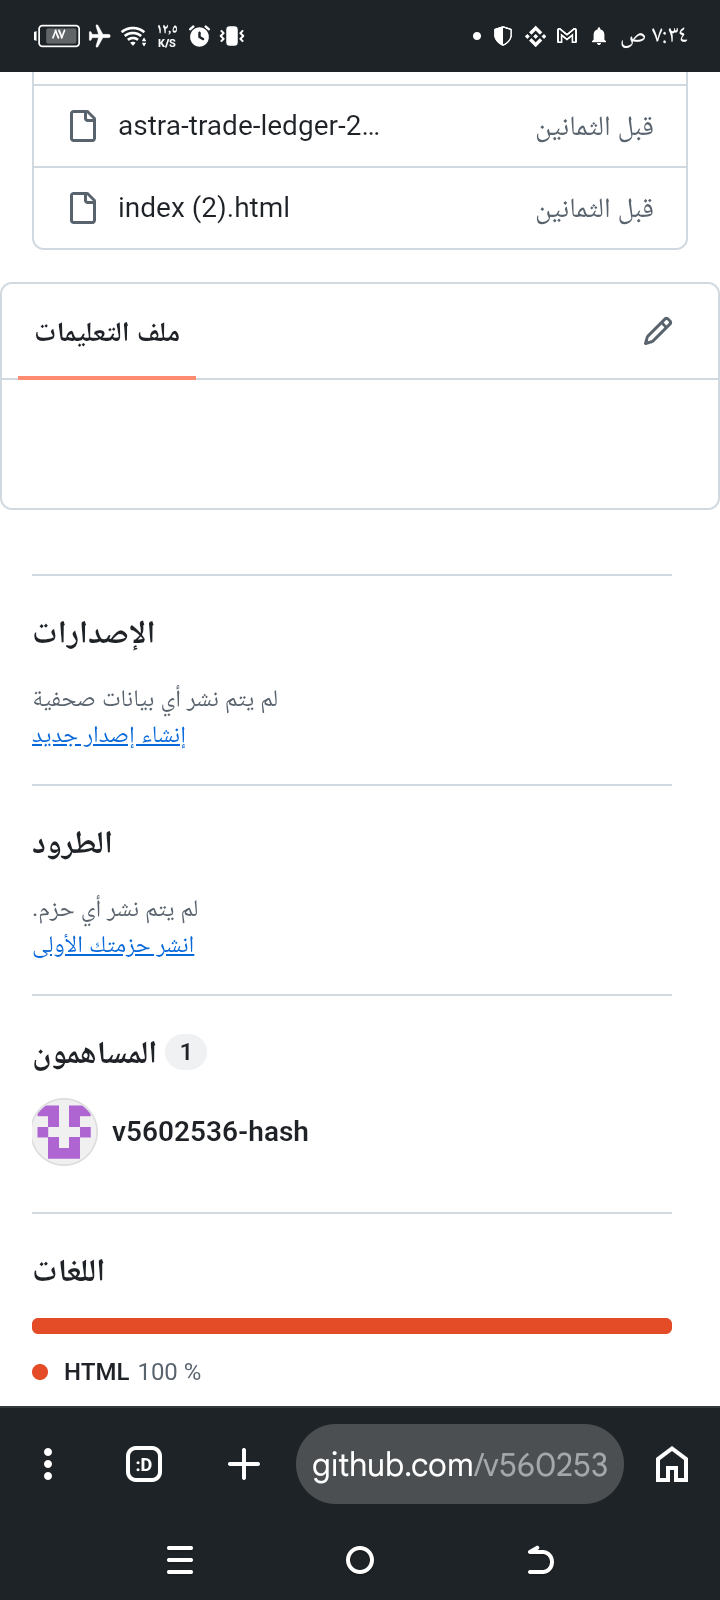 ٧:٣٤ ص
١٢,٥
K/S
٨٧
astra-trade-ledger-2...
قبل الثمانين
index (2).html
قبل الثمانين
ملف التعليمات
الإصدارات
لم يتم نشر أي بيانات صحفية
إنشاء إصدار جديد
الطرود
لم يتم نشر أي حزم.
انشر حزمتك الأولى
المساهمون 1
v5602536-hash
اللغات
HTML 100 %
:D
github.com/v560253